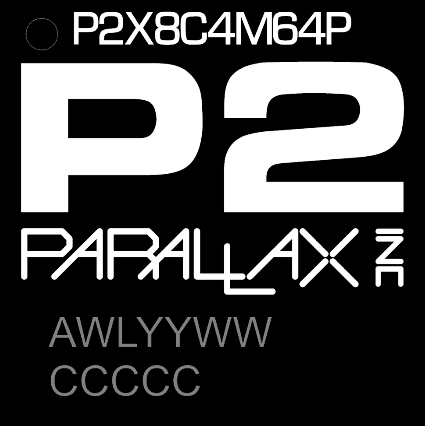 P2X8C4M64P
P2
PARALLAX INC
AWLYYWW
CCCCC